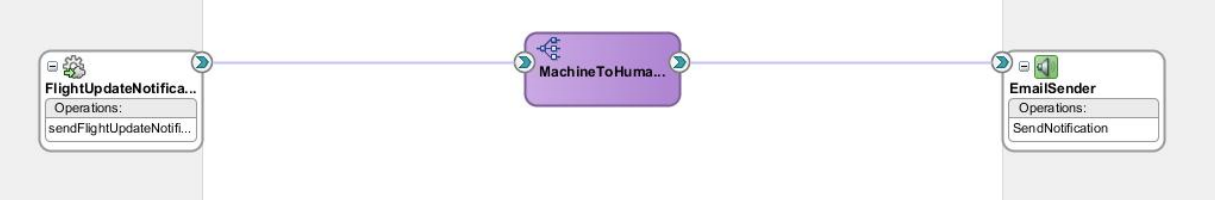 FlightUpdateNotifica...
Operations:
sendFlightUpdateNotifi...
MachineToHuma...
EmailSender
Operations:
SendNotification